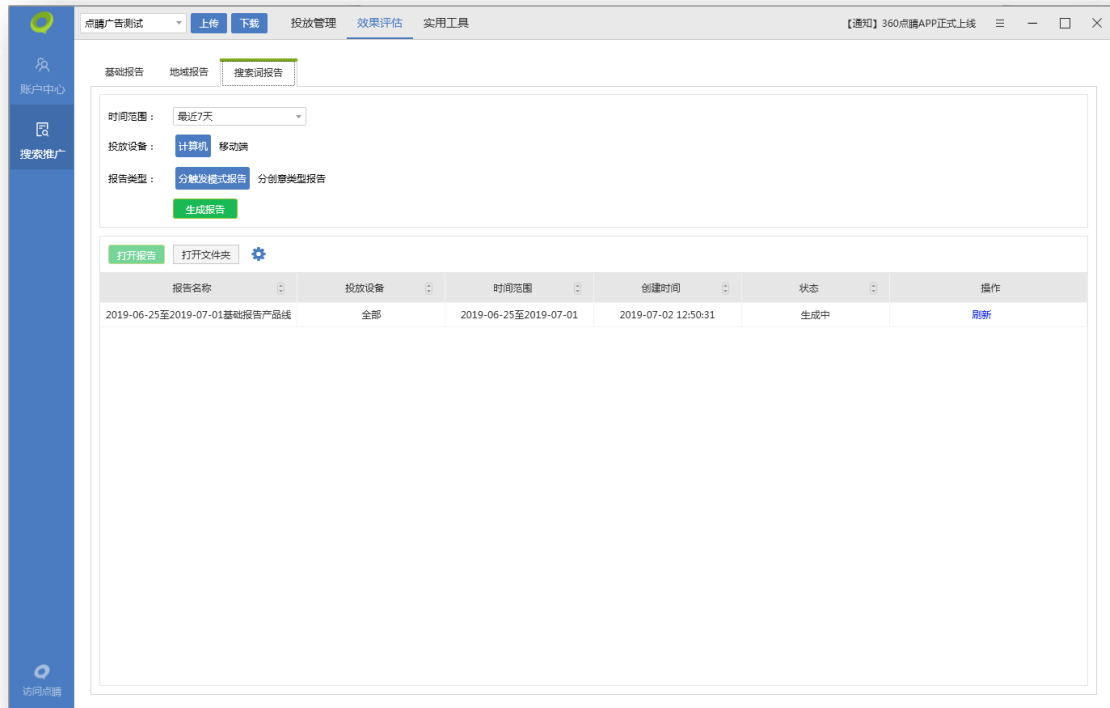 点睛广告测试 上传 下载 投放管理 效果评估 实用工具 【通知】360点睛APP正式上线
账户中心
搜索推广
基础报告 地域报告 搜索词报告
时间范围： 最近7天
投放设备： 计算机 移动端
报告类型： 分触发模式报告 分创意类型报告
生成报告
打开报告 打开文件夹
报告名称 投放设备 时间范围 创建时间 状态 操作
2019-06-25至2019-07-01基础报告产品线 全部 2019-06-25至2019-07-01 2019-07-02 12:50:31 生成中 刷新
访问点睛